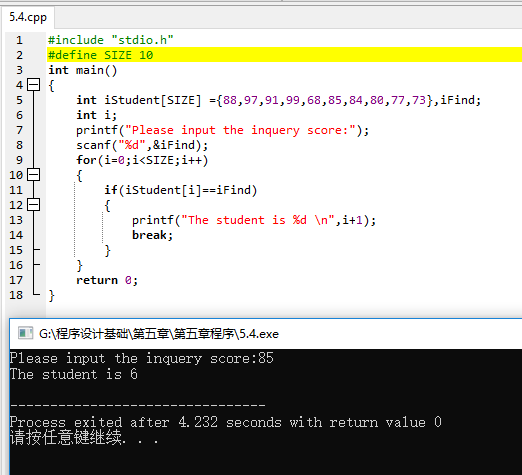 5.4.cpp
1 #include "stdio.h"
2 #define SIZE 10
3 int main()
4 {
5 int iStudent[SIZE] ={88,97,91,99,68,85,84,80,77,73},iFind;
6 int i;
7 printf("Please input the inquery score:");
8 scanf("%d",&iFind);
9 for(i=0;i<SIZE;i++)
10 {
11 if(iStudent[i]==iFind)
12 {
13 printf("The student is %d \n",i+1);
14 break;
15 }
16 }
17 return 0;
18 }
G:\程序设计基础\第五章\第五章程序\5.4.exe
Please input the inquery score:85
The student is 6
--------------------------------
Process exited after 4.232 seconds with return value 0
请按任意键继续. . .